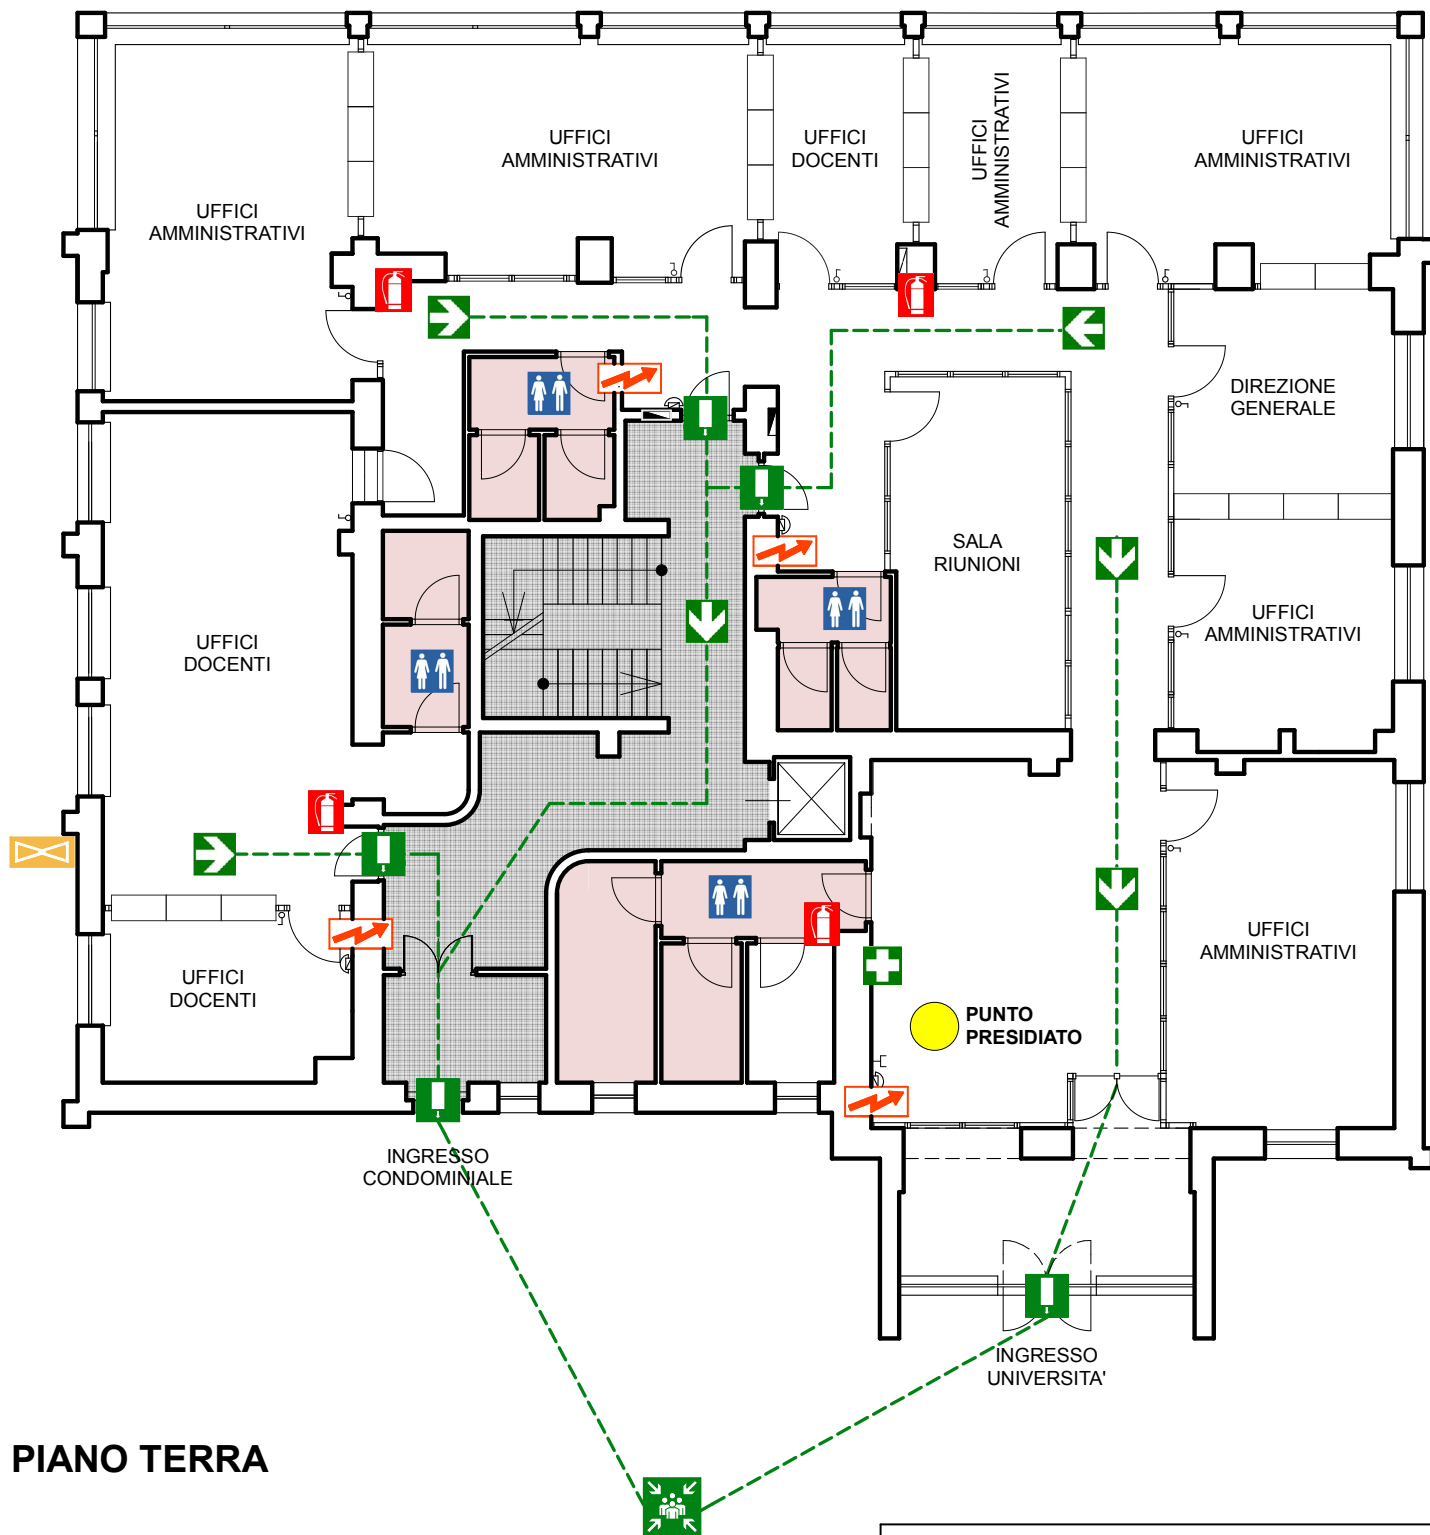 UFFICI
AMMINISTRATIVI
UFFICI
DOCENTI
UFFICI
AMMINISTRATIVI
UFFICI
AMMINISTRATIVI
UFFICI
AMMINISTRATIVI
DIREZIONE
GENERALE
SALA
RIUNIONI
UFFICI
AMMINISTRATIVI
UFFICI
DOCENTI
UFFICI
AMMINISTRATIVI
UFFICI
DOCENTI
PUNTO
PRESIDIATO
INGRESSO
CONDOMINIALE
INGRESSO
UNIVERSITA'
PIANO TERRA